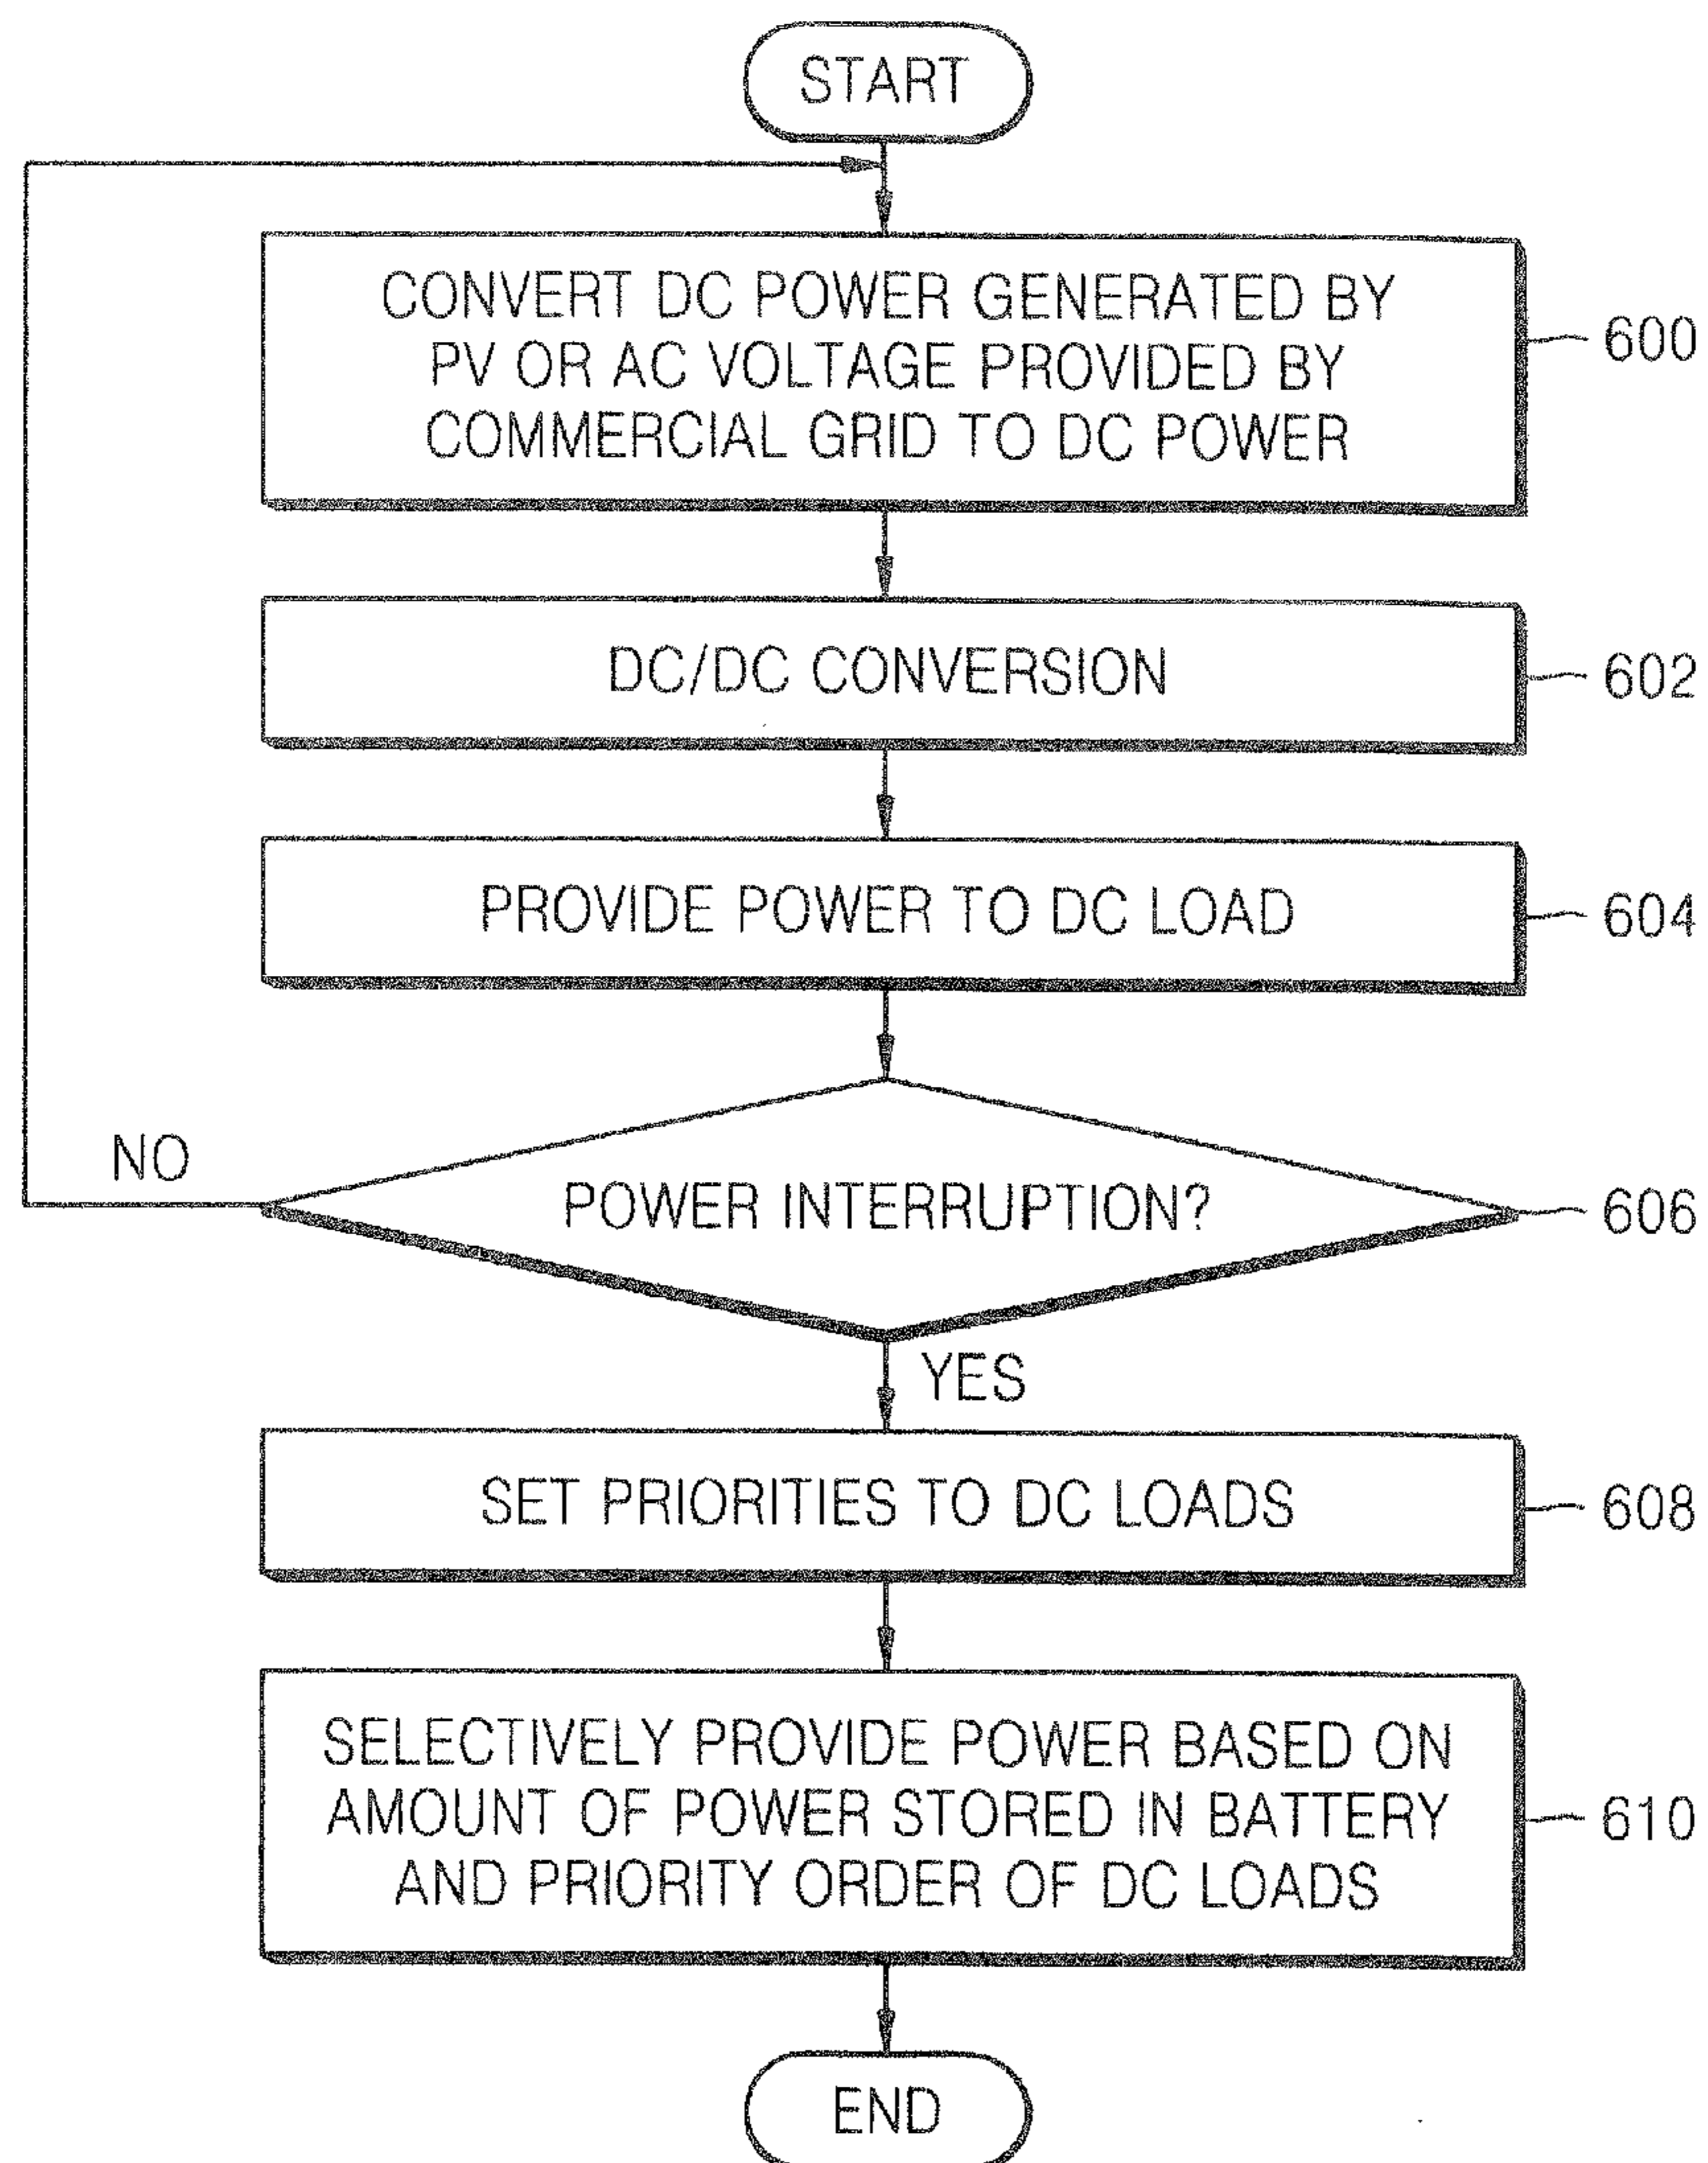 START
CONVERT DC POWER GENERATED BY
PV OR AC VOLTAGE PROVIDED BY
COMMERCIAL GRID TO DC POWER
600
DC/DC CONVERSION
602
PROVIDE POWER TO DC LOAD
604
NO
POWER INTERRUPTION?
606
YES
SET PRIORITIES TO DC LOADS
608
SELECTIVELY PROVIDE POWER BASED ON
AMOUNT OF POWER STORED IN BATTERY
AND PRIORITY ORDER OF DC LOADS
610
END